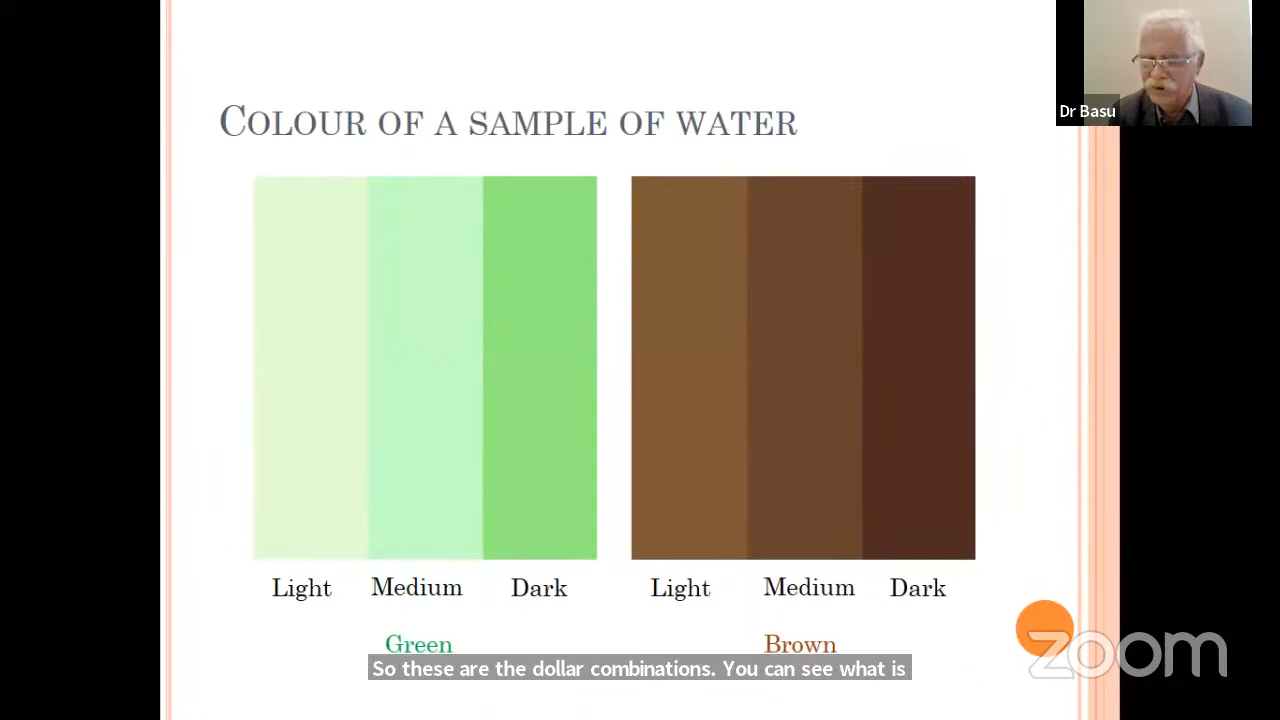 Dr Basu
COLOUR OF A SAMPLE OF WATER
Light Medium Dark Light Medium Dark
Green Brown
So these are the dollar combinations. You can see what is
zoom